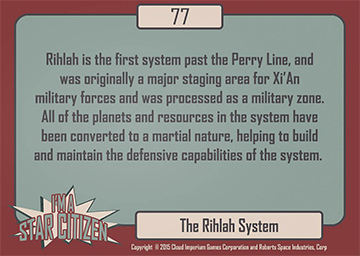 77
Rihlah is the first system past the Perry Line, and
was originally a major staging area for Xi'An
military forces and was processed as a military zone.
All of the planets and resources in the system have
been converted to a martial nature, helping to build
and maintain the defensive capabilities of the system.
I'M A
STAR CITIZEN
The Rihlah System
Copyright ® 2015 Cloud Imperium Games Corporation and Roberts Space Industries, Corp